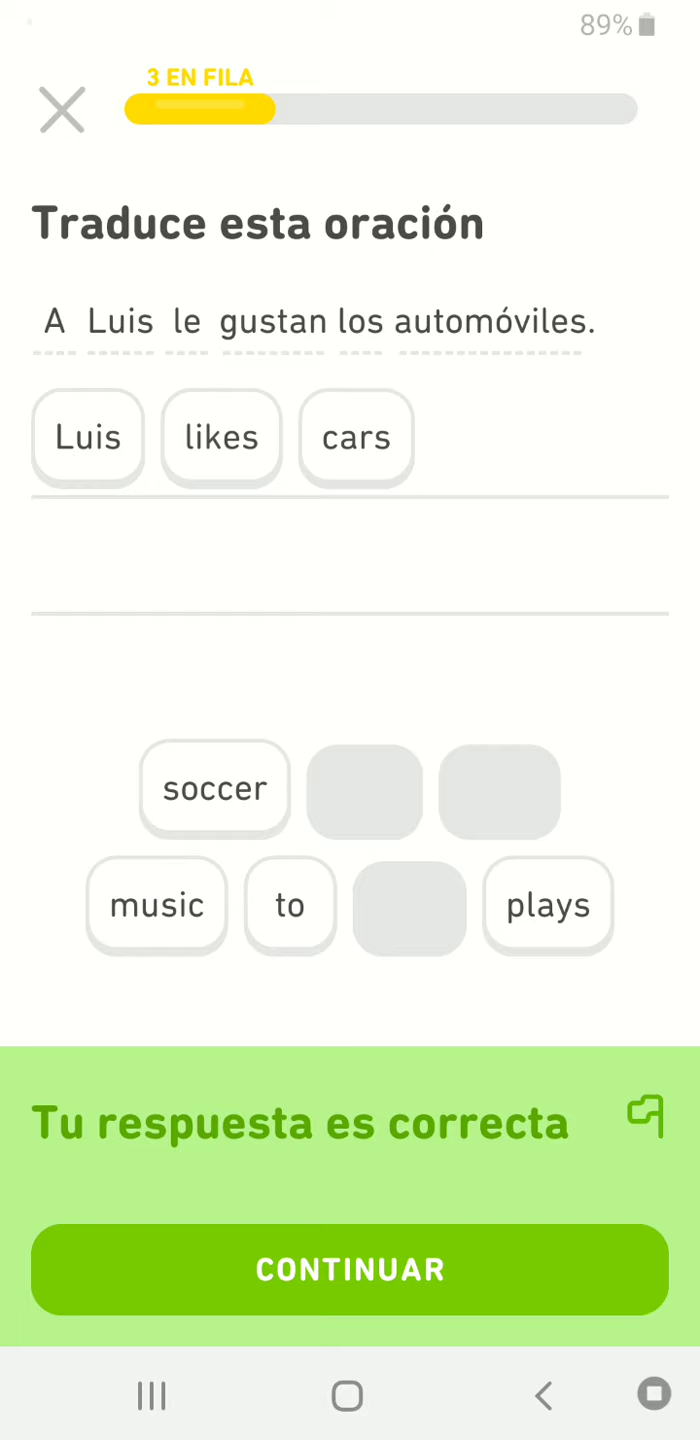 89%
3 EN FILA
Traduce esta oración
A Luis le gustan los automóviles.
Luis likes cars
soccer
music to plays
Tu respuesta es correcta
CONTINUAR